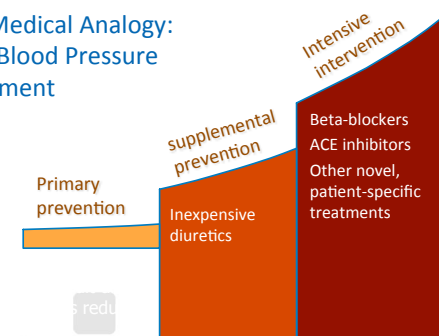 Medical Analogy:
Blood Pressure
ment
Primary
prevention
supplemental
prevention
Intensive
intervention
Inexpensive
diuretics
Beta-blockers
ACE inhibitors
Other novel,
patient-specific
treatments
s redu